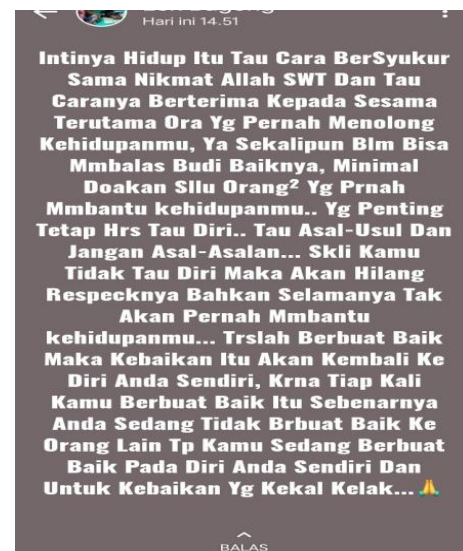 Hari ini 14.51
Intinya Hidup Itu Tau Cara BerSyukur
Sama Nikmat Allah SWT Dan Tau
Caranya Berterima Kepada Sesama
Terutama Ora Yg Pernah Menolong
Kehidupanmu, Ya Sekalipun Blm Bisa
Mmbalas Budi Baiknya, Minimal
Doakan Sllu Orang² Yg Prnah
Mmbantu kehidupanmu.. Yg Penting
Tetap Hrs Tau Diri.. Tau Asal-Usul Dan
Jangan Asal-Asalan... Skli Kamu
Tidak Tau Diri Maka Akan Hilang
Respecknya Bahkan Selamanya Tak
Akan Pernah Mmbantu
kehidupanmu... Trslah Berbuat Baik
Maka Kebaikan Itu Akan Kembali Ke
Diri Anda Sendiri, Krna Tiap Kali
Kamu Berbuat Baik Itu Sebenarnya
Anda Sedang Tidak Brbuat Baik Ke
Orang Lain Tp Kamu Sedang Berbuat
Baik Pada Diri Anda Sendiri Dan
Untuk Kebaikan Yg Kekal Kelak...🙏
BALAS